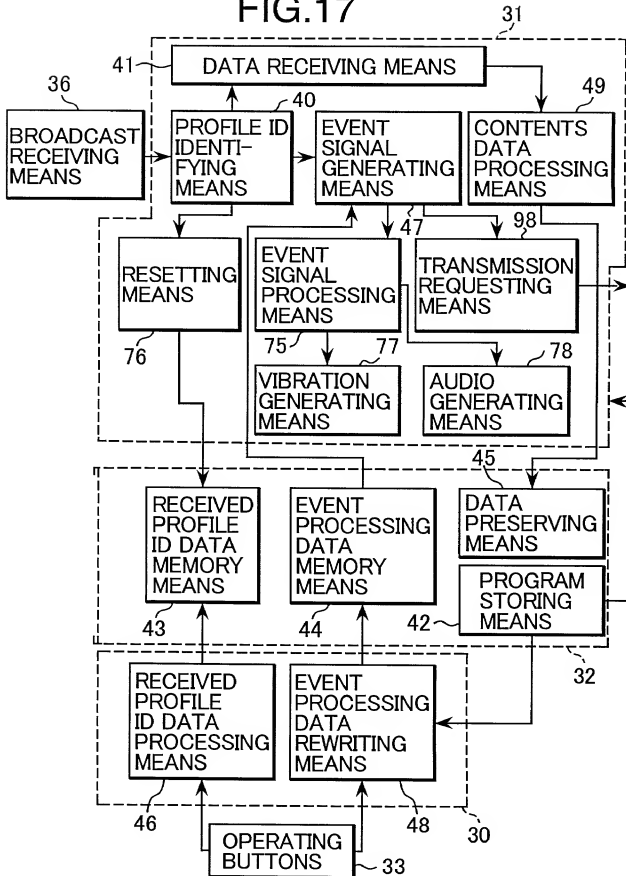 FIG.17
31
41
DATA RECEIVING MEANS
36
40
49
BROADCAST
RECEIVING
MEANS
PROFILE ID
IDENTI-
FYING
MEANS
EVENT
SIGNAL
GENERATING
MEANS
CONTENTS
DATA
PROCESSING
MEANS
47
98
RESETTING
MEANS
EVENT
SIGNAL
PROCESSING
MEANS
TRANSMISSION
REQUESTING
MEANS
76
75
77
78
VIBRATION
GENERATING
MEANS
AUDIO
GENERATING
MEANS
45
RECEIVED
PROFILE
ID DATA
MEMORY
MEANS
EVENT
PROCESSING
DATA
MEMORY
MEANS
DATA
PRESERVING
MEANS
PROGRAM
STORING
MEANS
43
44
42
32
RECEIVED
PROFILE
ID DATA
PROCESSING
MEANS
EVENT
PROCESSING
DATA
REWRITING
MEANS
46
48
30
OPERATING
BUTTONS
33